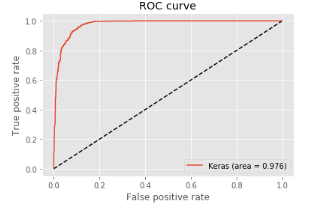 ROC curve
1.0
0.8
0.6
0.4
0.2
0.0
True positive rate
Keras (area = 0.976)
0.0 0.2 0.4 0.6 0.8 1.0
False positive rate